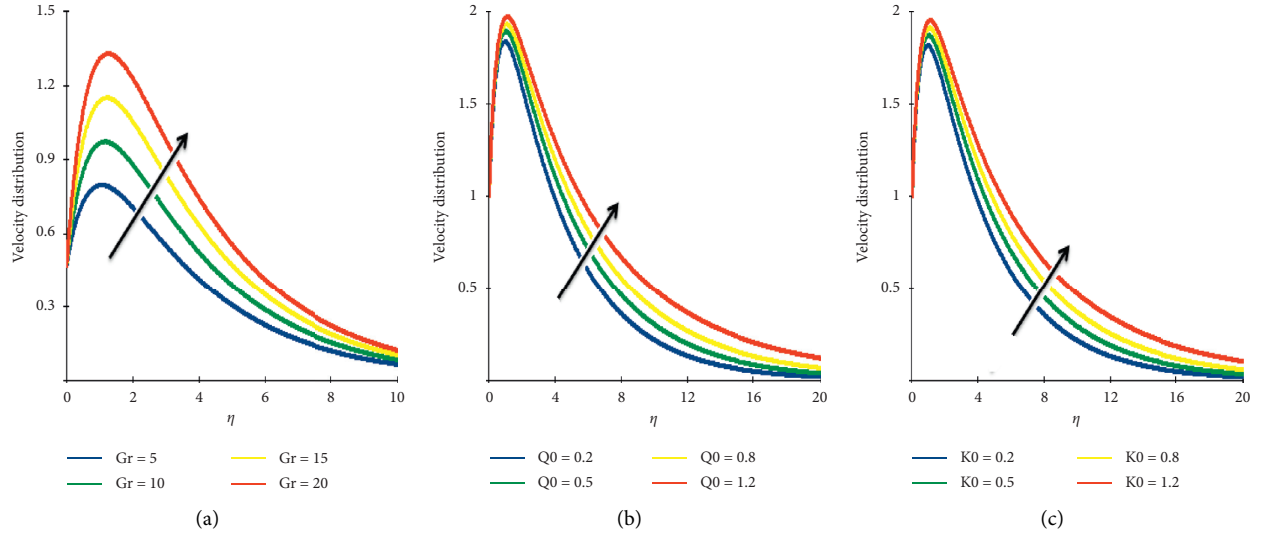 1.5
1.2
0.9
0.6
0.3
Velocity distribution
0 2 4 6 8 10
η
Gr = 5 Gr = 15
Gr = 10 Gr = 20
(a)
2
1.5
1
0.5
Velocity distribution
0 4 8 12 16 20
η
Q0 = 0.2 Q0 = 0.8
Q0 = 0.5 Q0 = 1.2
(b)
2
1.5
1
0.5
Velocity distribution
0 4 8 12 16 20
η
K0 = 0.2 K0 = 0.8
K0 = 0.5 K0 = 1.2
(c)